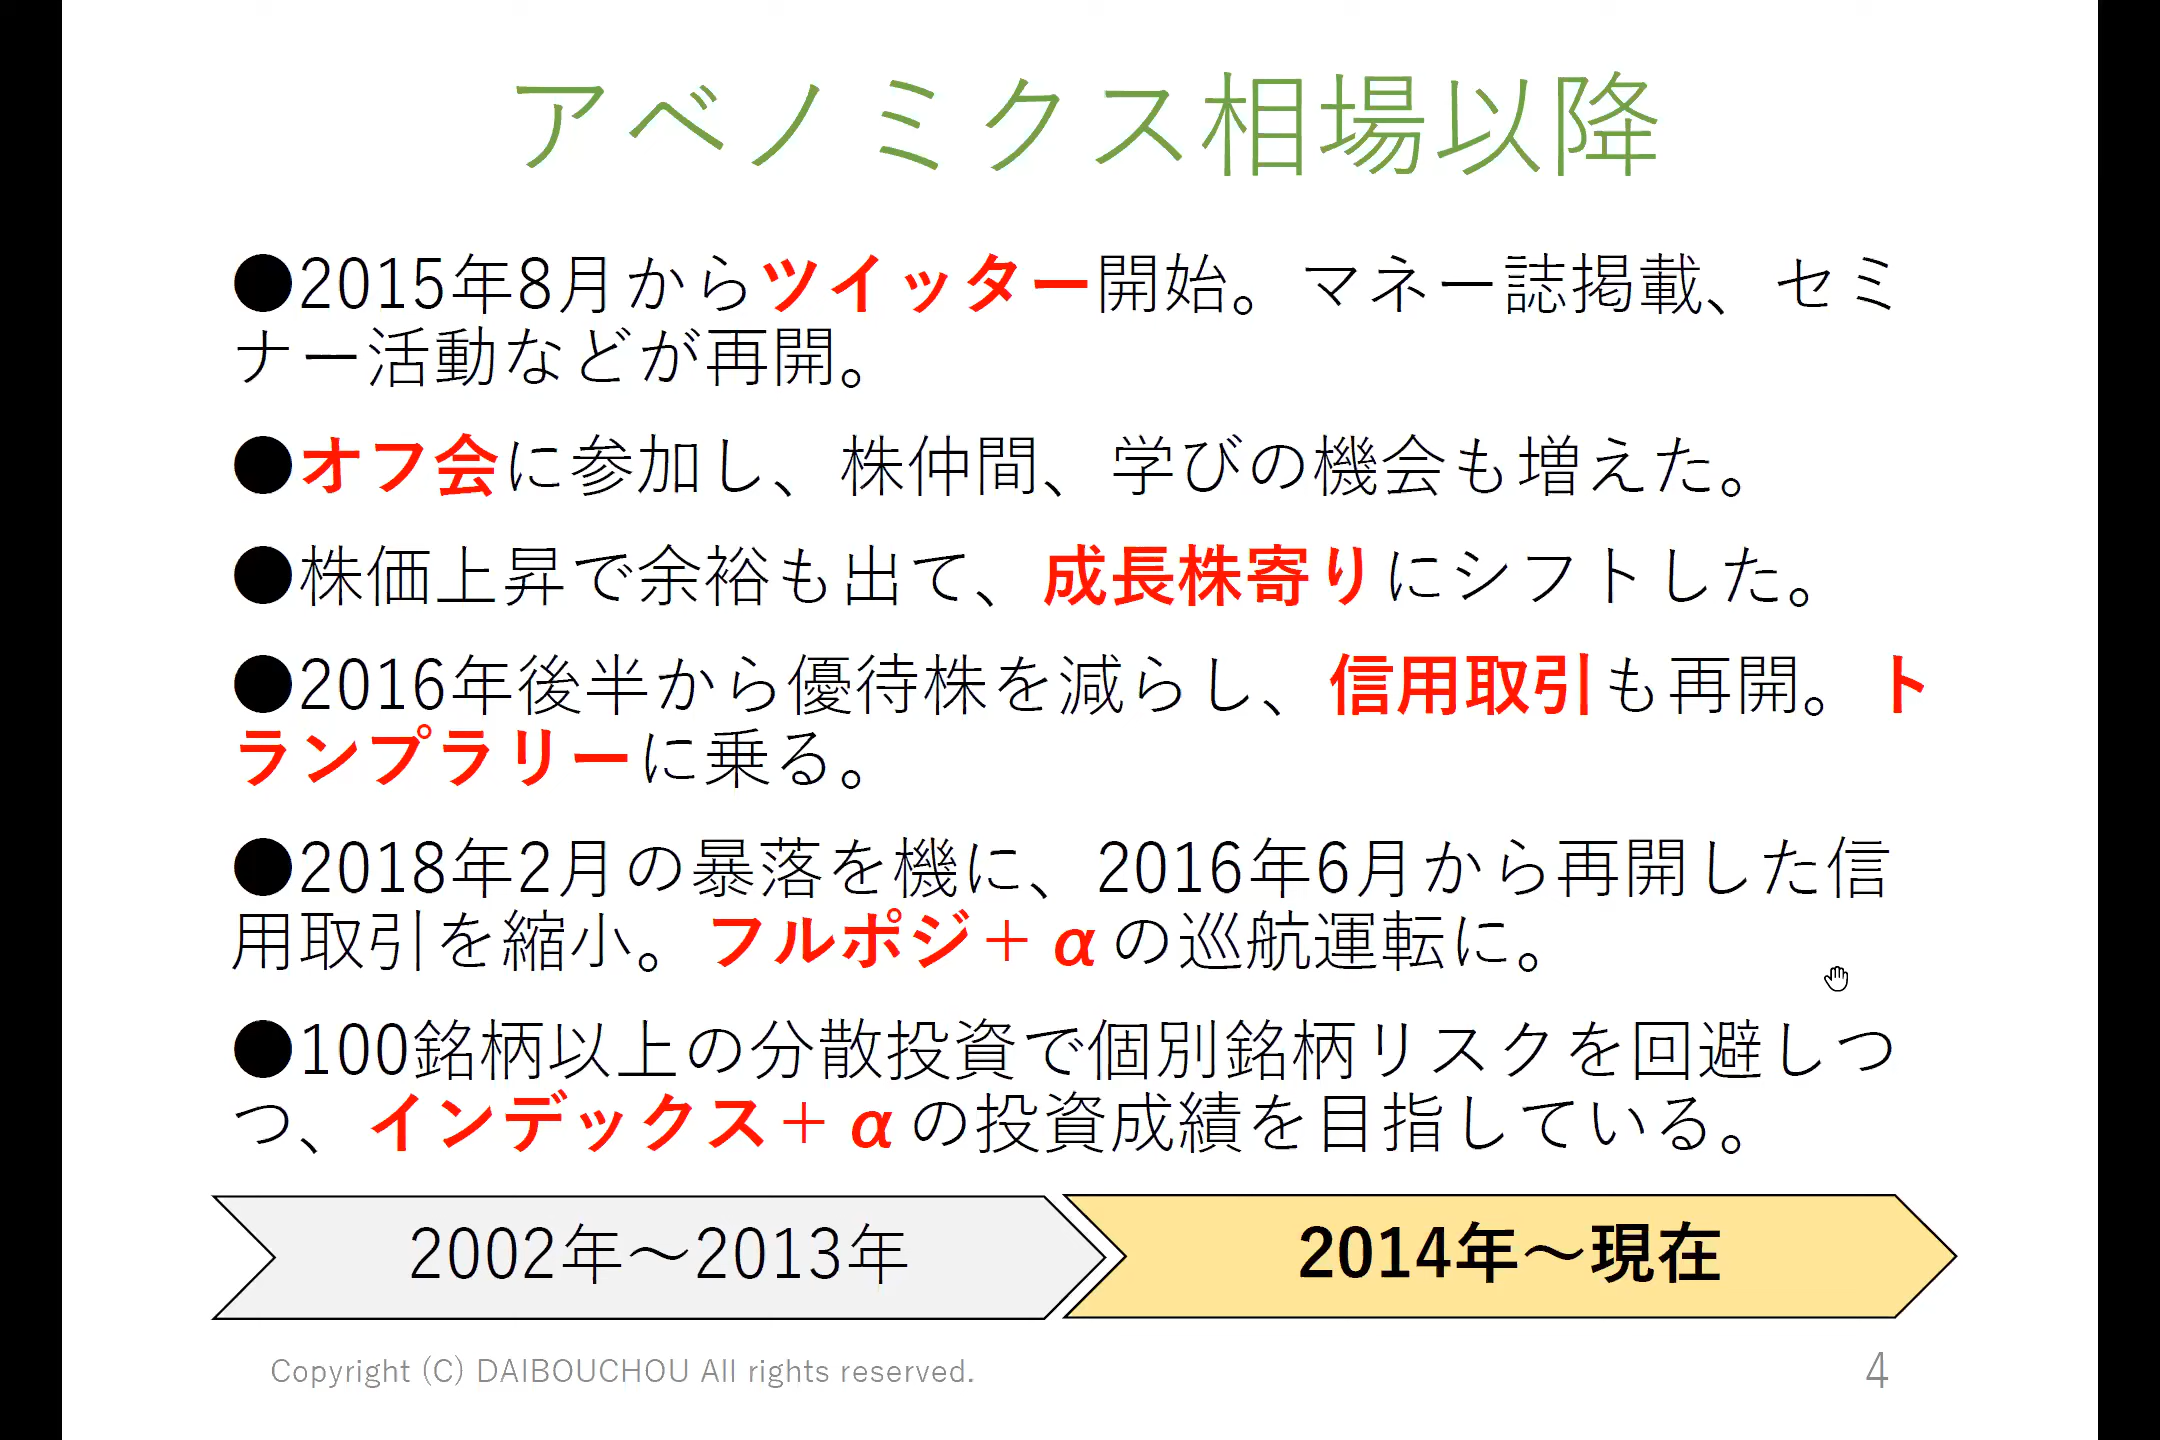 アベノミクス相場以降
●2015年8月からツイッター開始。マネー誌掲載、セミ
ナー活動などが再開。
●オフ会に参加し、株仲間、学びの機会も増えた。
●株価上昇で余裕も出て、成長株寄りにシフトした。
●2016年後半から優待株を減らし、信用取引も再開。ト
ランプラリーに乗る。
●2018年2月の暴落を機に、2016年6月から再開した信
用取引を縮小。フルポジ＋αの巡航運転に。
●100銘柄以上の分散投資で個別銘柄リスクを回避しつ
つ、インデックス＋αの投資成績を目指している。
2002年～2013年
2014年～現在
Copyright (C) DAIBOUCHOU All rights reserved.
4